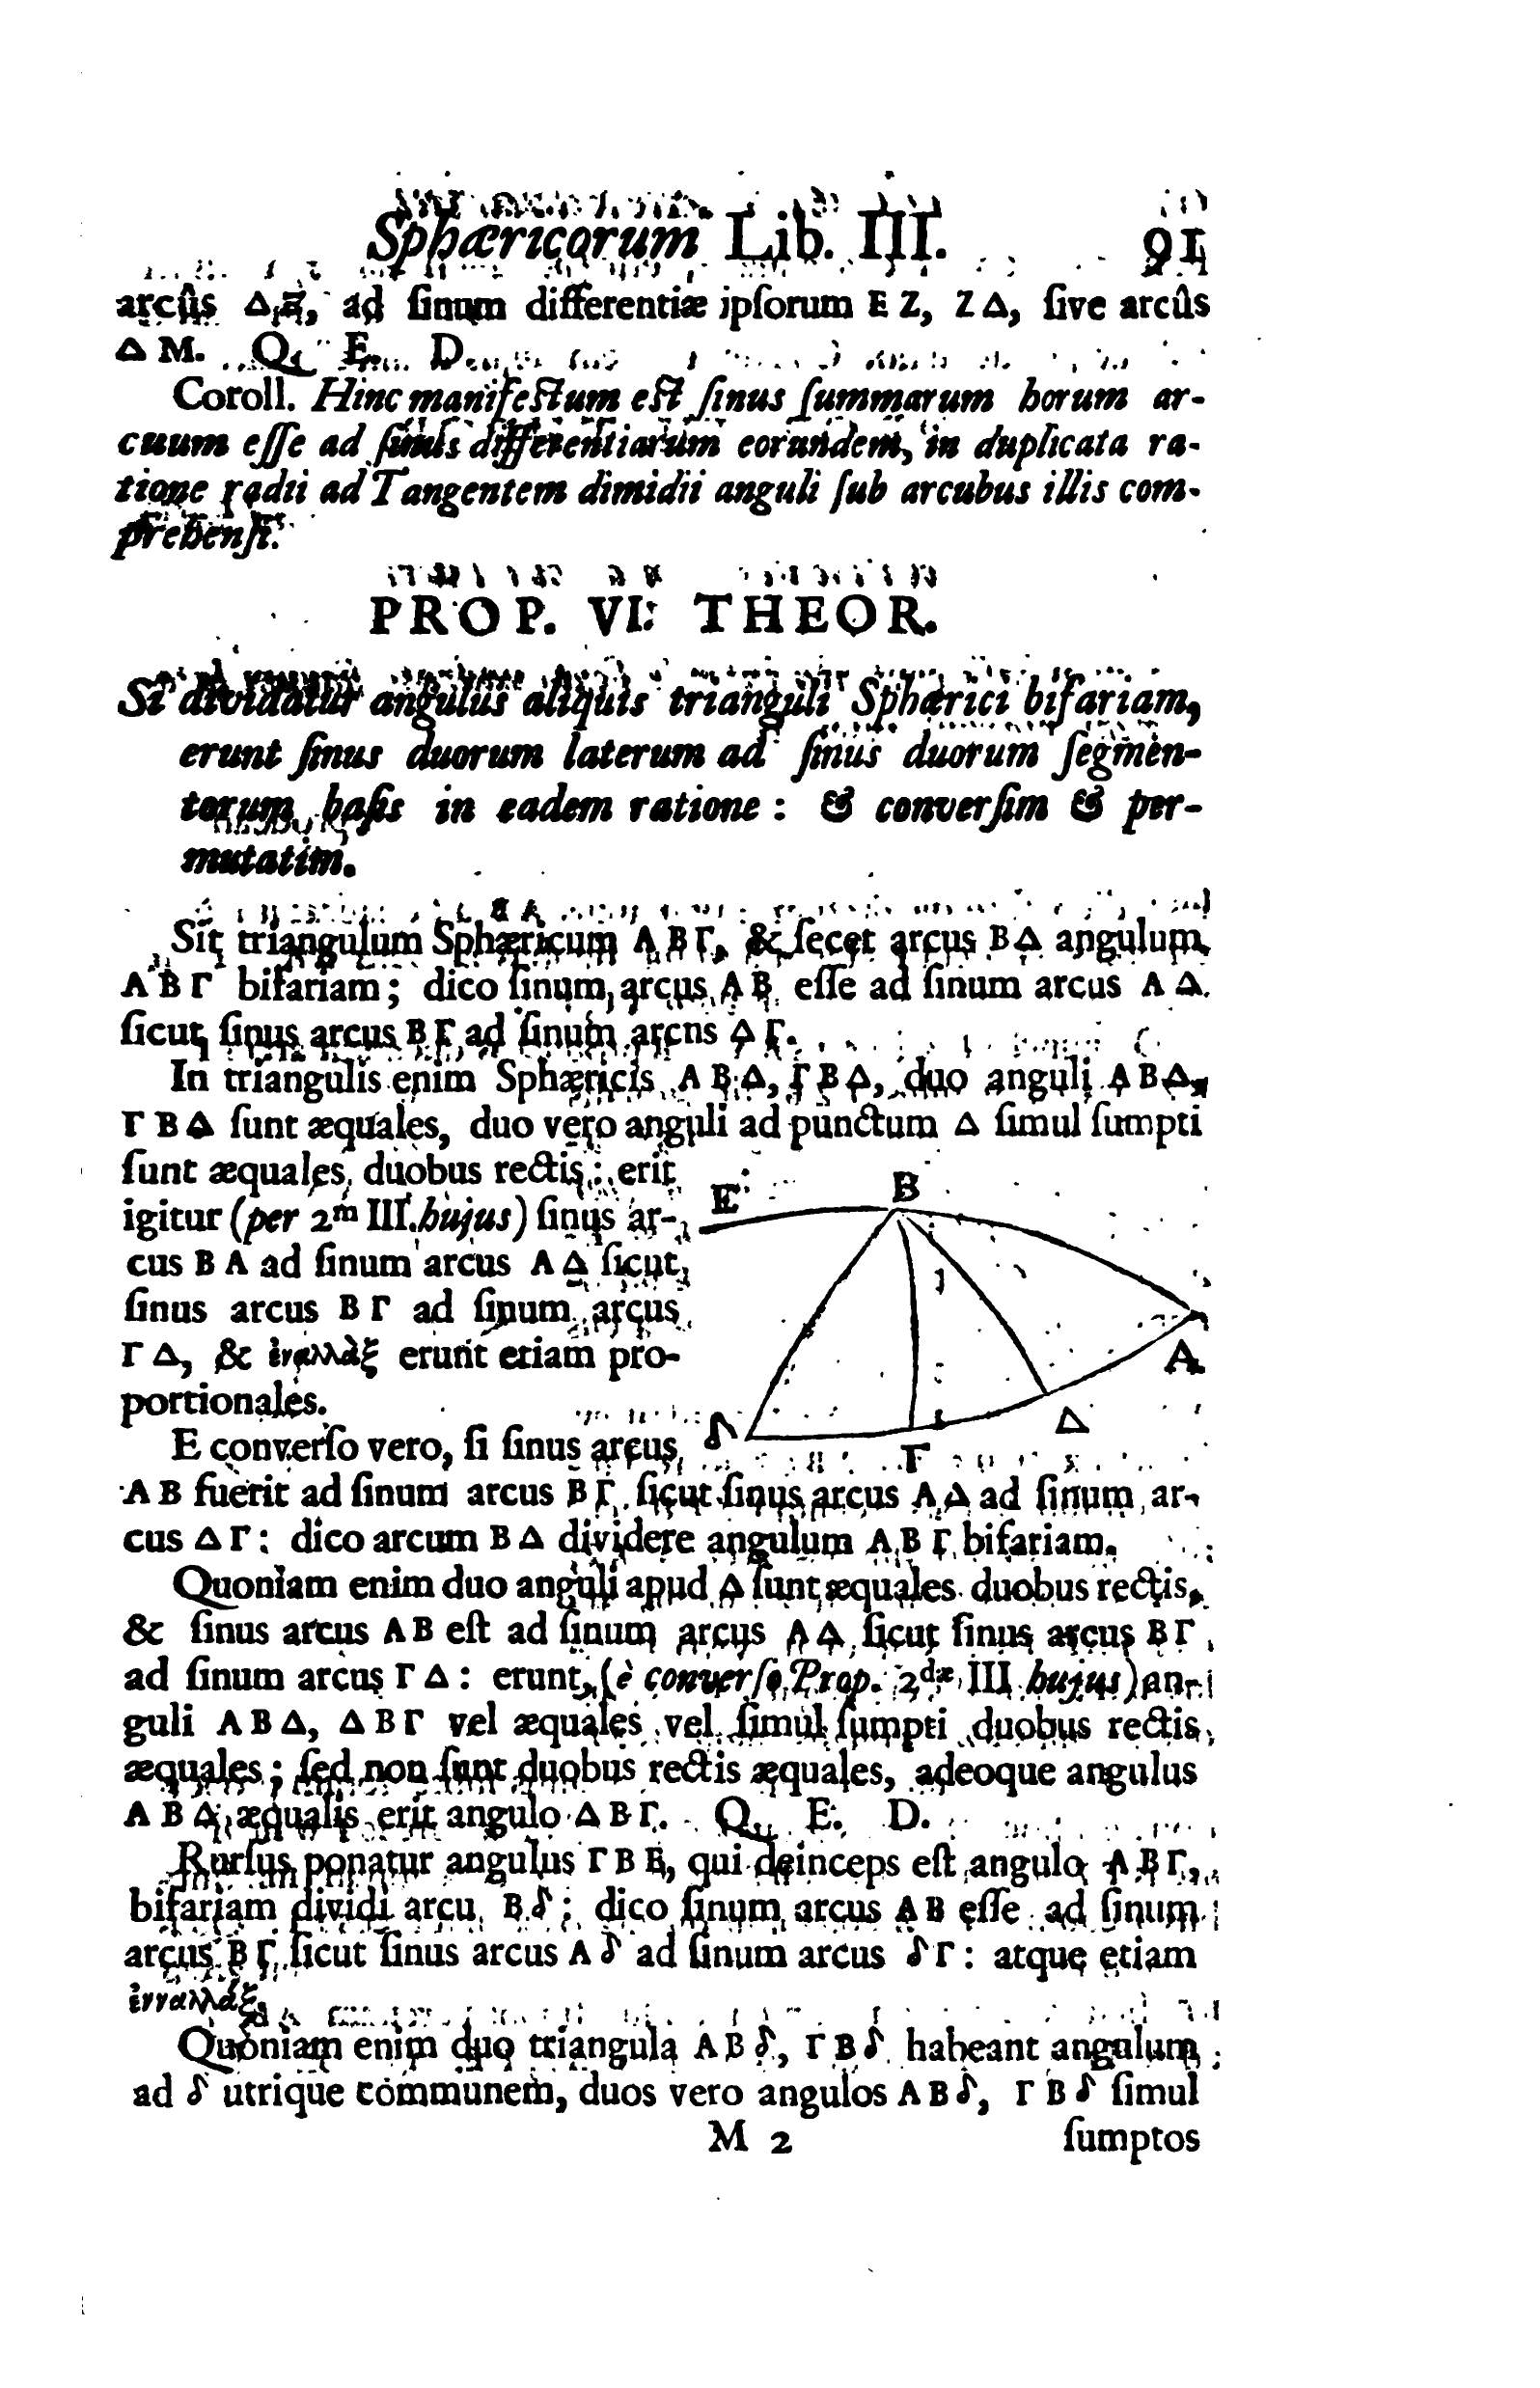 Sphæricorum Lib. III. 91
arcûs Δ Ξ, ad ſinum differentiæ ipſorum E Z, Z Δ, ſive arcûs
Δ M. Q. E. D.
Coroll. Hinc manifeſtum eſt ſinus ſummarum horum ar-
cuum eſſe ad ſinus differentiarum eorundem, in duplicata ra-
tione radii ad Tangentem dimidii anguli ſub arcubus illis com-
prehenſi.
PROP. VI. THEOR.
Si dividatur angulus aliquis trianguli Sphærici bifariam,
erunt ſinus duorum laterum ad ſinus duorum ſegmen-
torum baſis in eadem ratione : & converſim & per-
mutatim.
Sit triangulum Sphæricum A B Γ, & ſecet arcus B Δ angulum
A B Γ bifariam ; dico ſinum arcus A B eſſe ad ſinum arcus A Δ
ſicut ſinus arcus B Γ ad ſinum arcns Δ Γ.
In triangulis enim Sphæricis A B Δ, Γ B Δ, duo anguli A B Δ,
Γ B Δ ſunt æquales, duo vero anguli ad punctum Δ ſimul ſumpti
ſunt æquales duobus rectis : erit
igitur (per 2m III. hujus) ſinus ar-
cus B A ad ſinum arcus A Δ ſicut
ſinus arcus B Γ ad ſinum arcus
Γ Δ, & ἐναλλὰξ erunt etiam pro-
portionales.
E B A Δ Γ ♪
E converſo vero, ſi ſinus arcus
A B fuerit ad ſinum arcus B Γ ſicut ſinus arcus A Δ ad ſinum ar-
cus Δ Γ : dico arcum B Δ dividere angulum A B Γ bifariam.
Quoniam enim duo anguli apud Δ ſunt æquales duobus rectis,
& ſinus arcus A B eſt ad ſinum arcus A Δ ſicut ſinus arcus B Γ
ad ſinum arcus Γ Δ : erunt, (è converſo Prop. 2dæ III hujus) an-
guli A B Δ, Δ B Γ vel æquales vel ſimul ſumpti duobus rectis
æquales ; ſed non ſunt duobus rectis æquales, adeoque angulus
A B Δ æqualis erit angulo Δ B Γ. Q. E. D.
Rurſus ponatur angulus Γ B E, qui deinceps eſt angulo A B Γ,
bifariam dividi arcu B ♪ ; dico ſinum arcus A B eſſe ad ſinum
arcus B Γ ſicut ſinus arcus A ♪ ad ſinum arcus ♪ Γ : atque etiam
ἐνναλλάξ.
Quoniam enim duo triangula A B ♪, Γ B ♪ habeant angulum
ad ♪ utrique communem, duos vero angulos A B ♪, Γ B ♪ ſimul
M 2 ſumptos